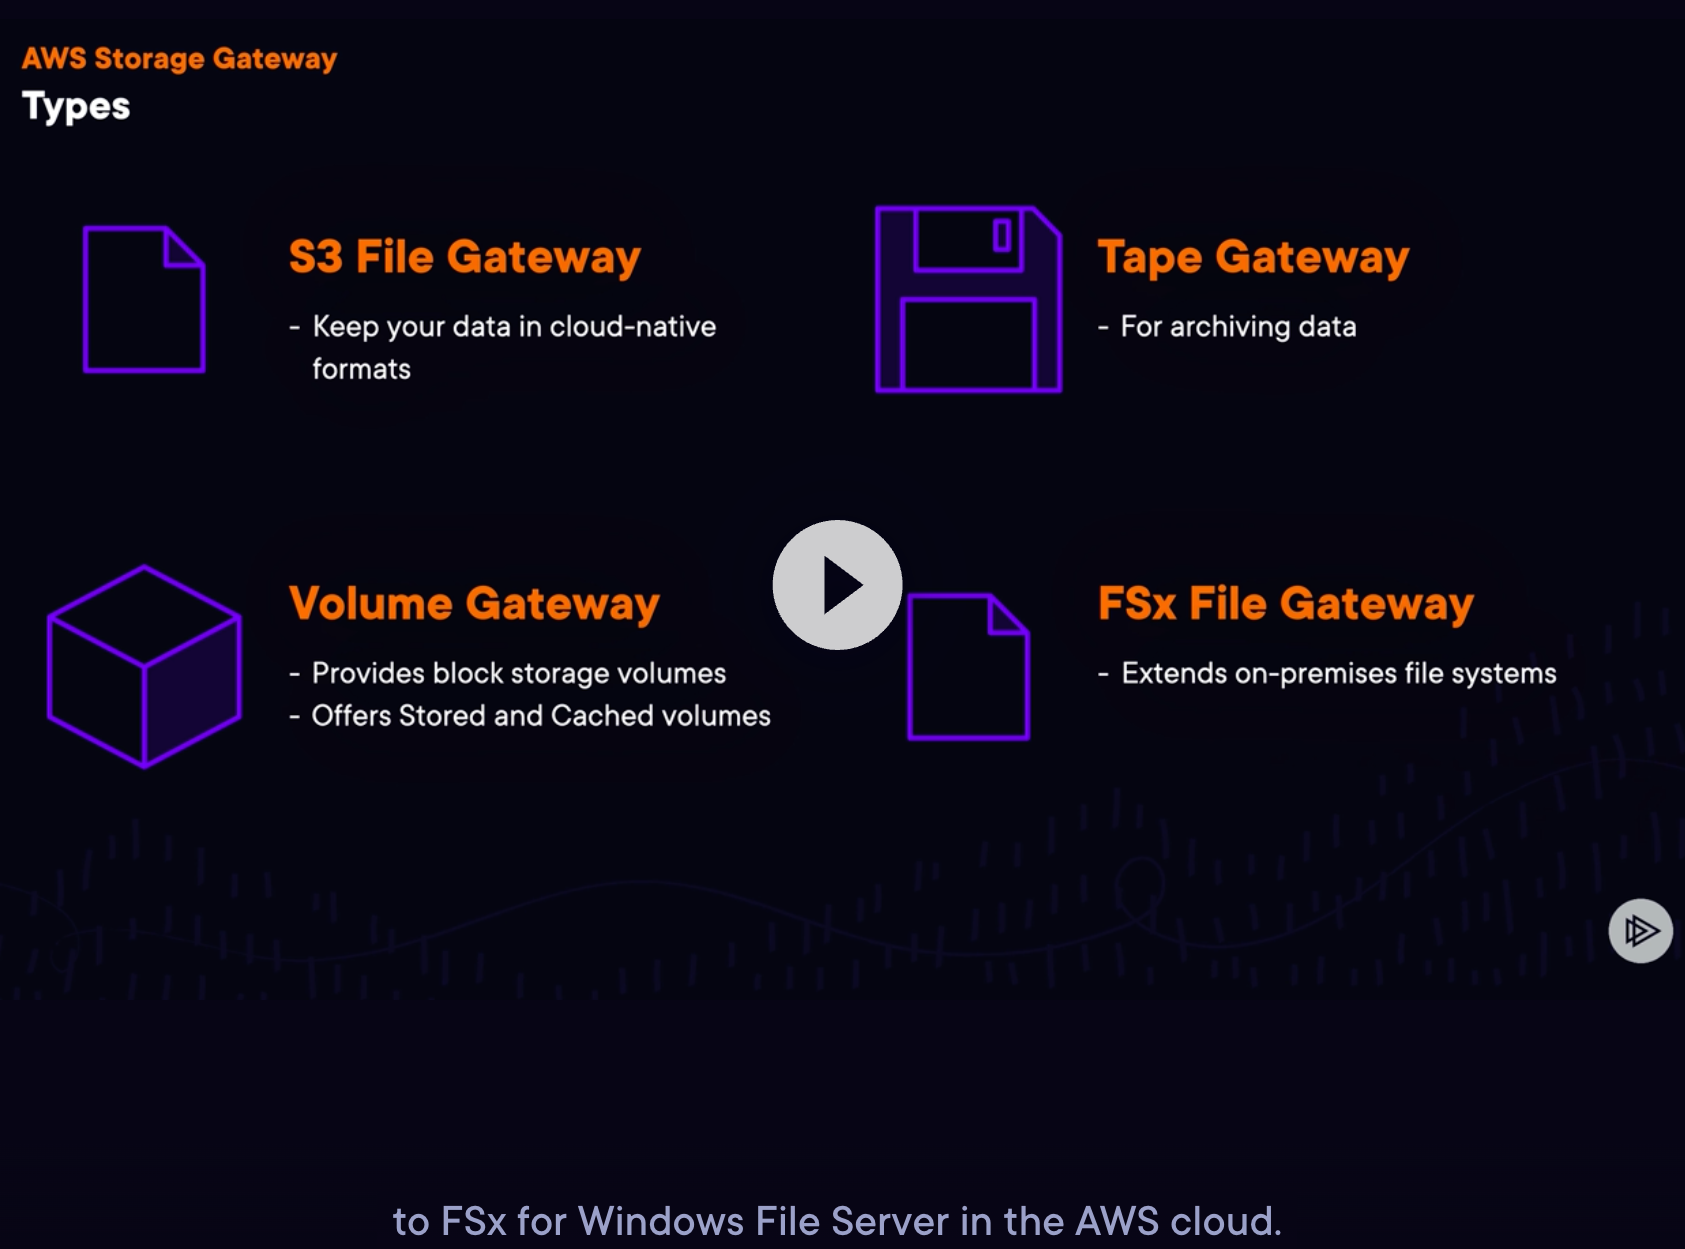 AWS Storage Gateway
Types
S3 File Gateway
- Keep your data in cloud-native
formats
Tape Gateway
- For archiving data
Volume Gateway
- Provides block storage volumes
- Offers Stored and Cached volumes
FSx File Gateway
- Extends on-premises file systems
to FSx for Windows File Server in the AWS cloud.